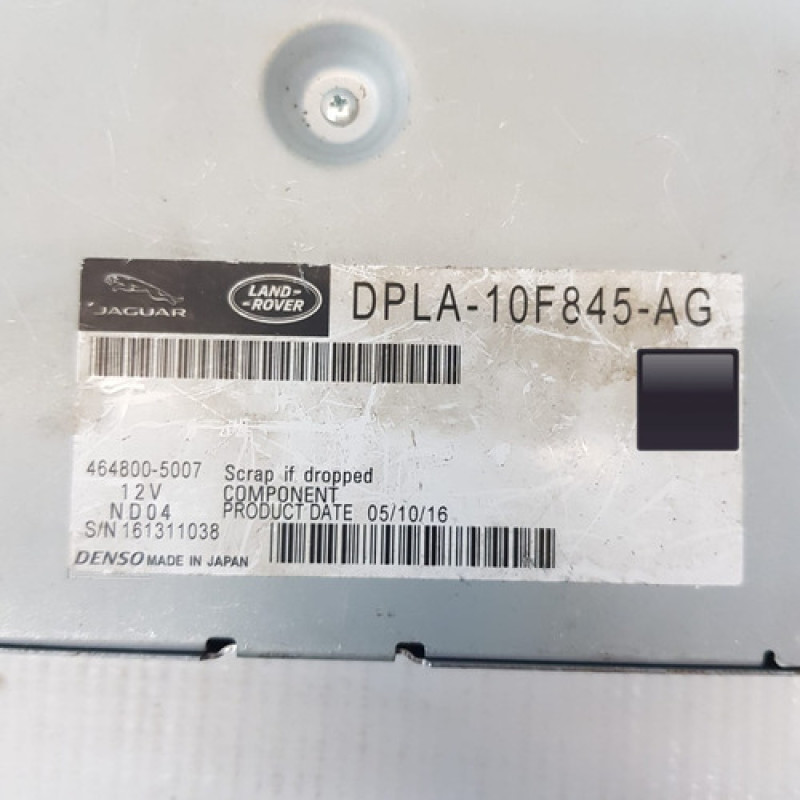 JAGUAR
LAND-
-ROVER
DPLA-10F845-AG
464800-5007 Scrap if dropped
12V COMPONENT
ND04 PRODUCT DATE 05/10/16
S/N 161311038
DENSO MADE IN JAPAN